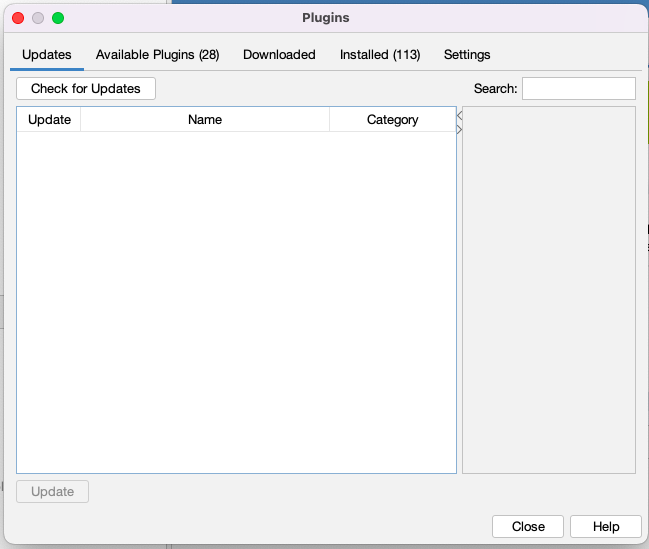 Plugins
Updates Available Plugins (28) Downloaded Installed (113) Settings
Check for Updates Search:
Update Name Category
Update
Close Help